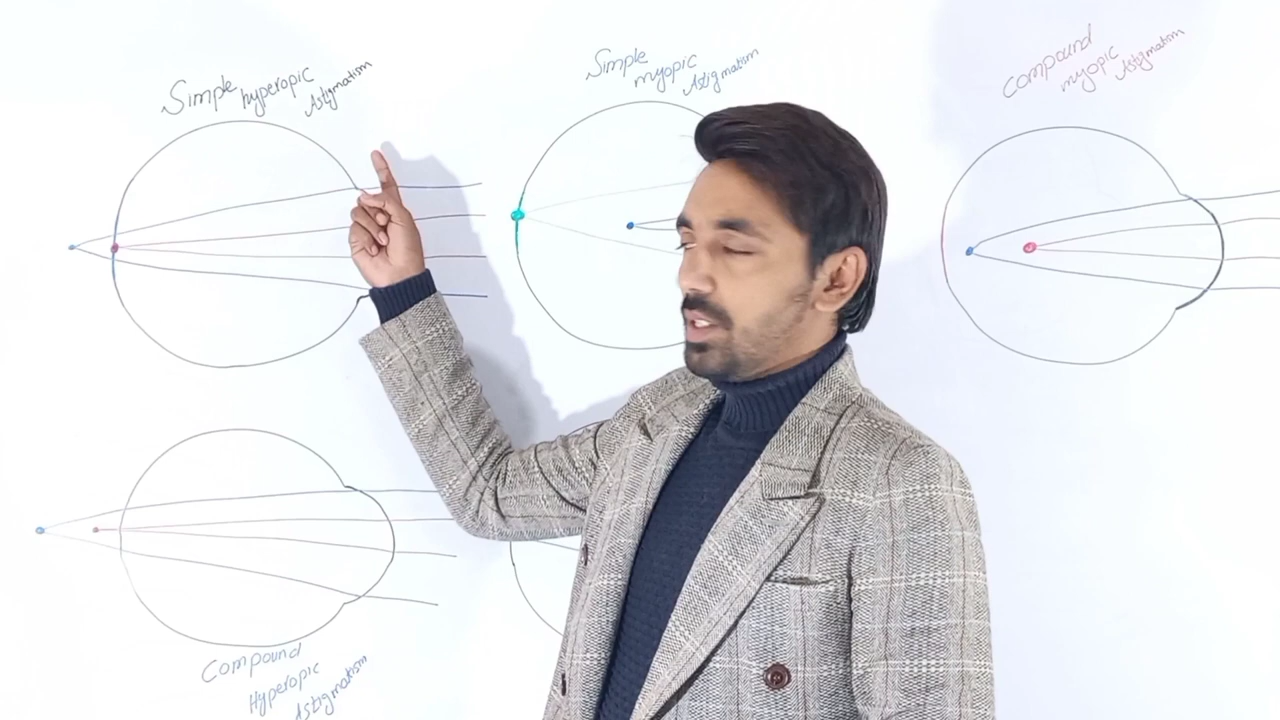 Simple hyperopic Astigmatism
Simple myopic Astigmatism
Compound myopic Astigmatism
Compound
Hyperopic
Astigmatism